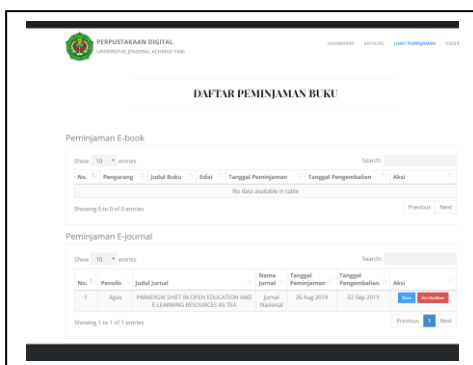 PERPUSTAKAAN DIGITAL
UNIVERSITAS JENDERAL ACHMAD YANI
DASHBOARD KATALOG LIHAT PEMINJAMAN USER
DAFTAR PEMINJAMAN BUKU
Peminjaman E-book
Show 10 entries Search:
No. Pengarang Judul Buku Edisi Tanggal Peminjaman Tanggal Pengembalian Aksi
No data available in table
Showing 0 to 0 of 0 entries Previous Next
Peminjaman E-journal
Show 10 entries Search:
No. Penulis Judul Jurnal Nama Jurnal Tanggal Peminjaman Tanggal Pengembalian Aksi
1. Agus PARADIGM SHIFT IN OPEN EDUCATION AND Jurnal 26 Aug 2019 02 Sep 2019 Baca Kembalikan
E-LEARNING RESOURCES AS TEA Nasional
Showing 1 to 1 of 1 entries Previous 1 Next